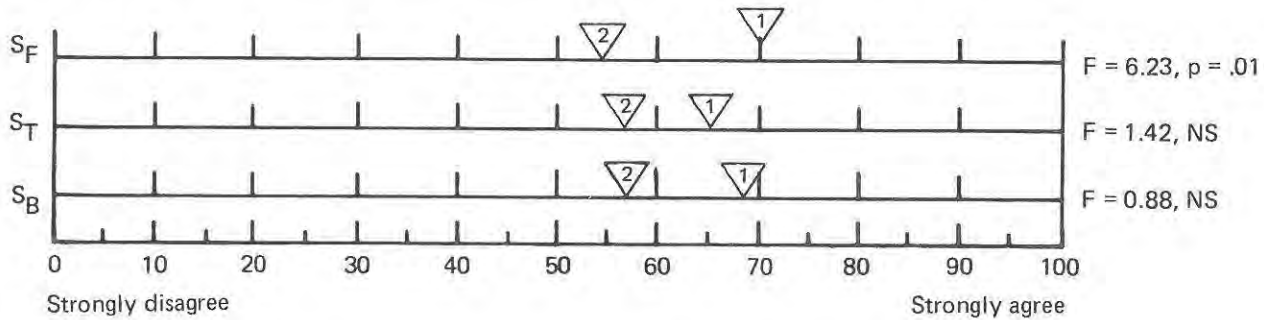 S_F 2 1 F = 6.23, p = .01
S_T 2 1 F = 1.42, NS
S_B 2 1 F = 0.88, NS
0 10 20 30 40 50 60 70 80 90 100
Strongly disagree Strongly agree